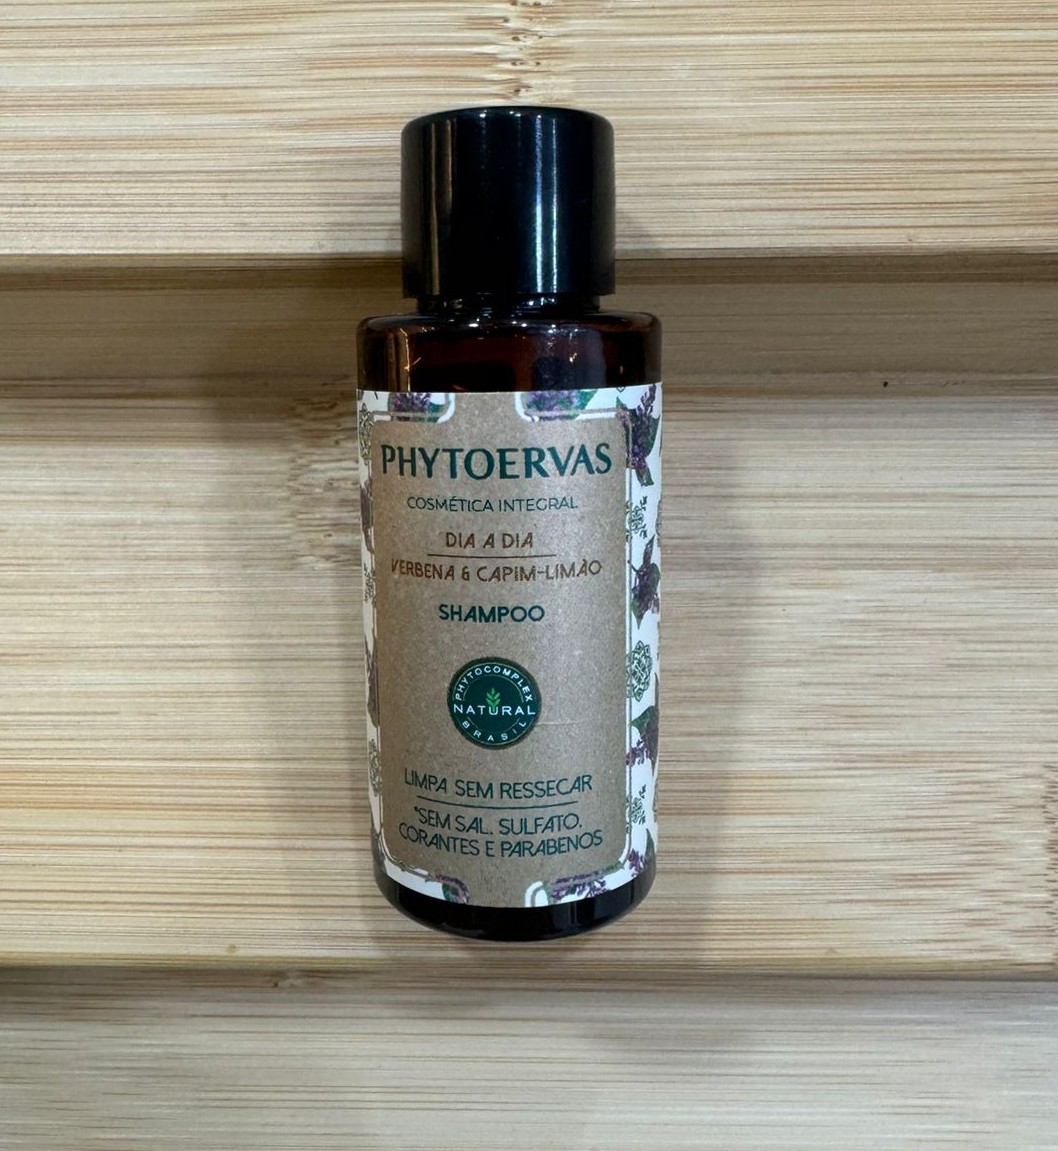 PHYTOERVAS
COSMÉTICA INTEGRAL
DIA A DIA
VERBENA & CAPIM-LIMÃO
SHAMPOO
PHYTOCOMPLEX
NATURAL
BRASIL
LIMPA SEM RESSECAR
*SEM SAL, SULFATO,
CORANTES E PARABENOS